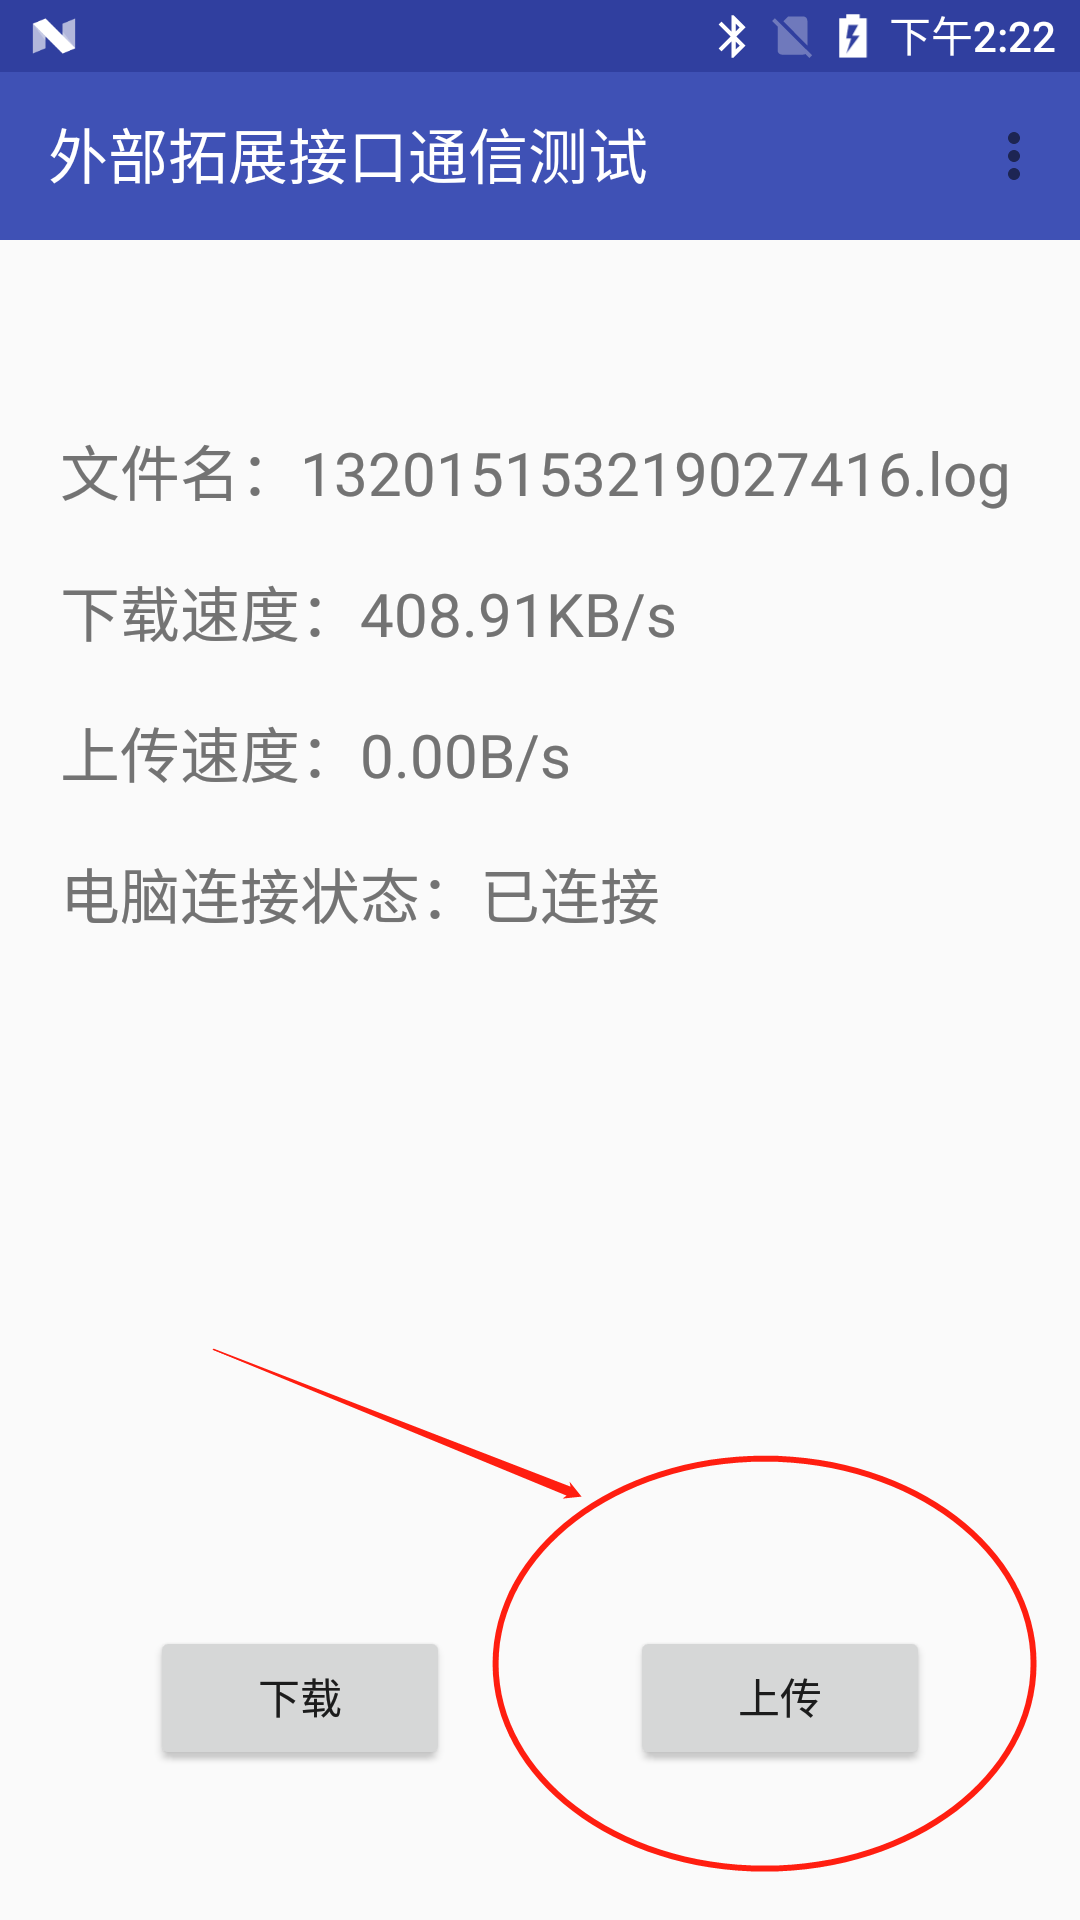 下午2:22
外部拓展接口通信测试
文件名：132015153219027416.log
下载速度：408.91KB/s
上传速度：0.00B/s
电脑连接状态：已连接
下载
上传